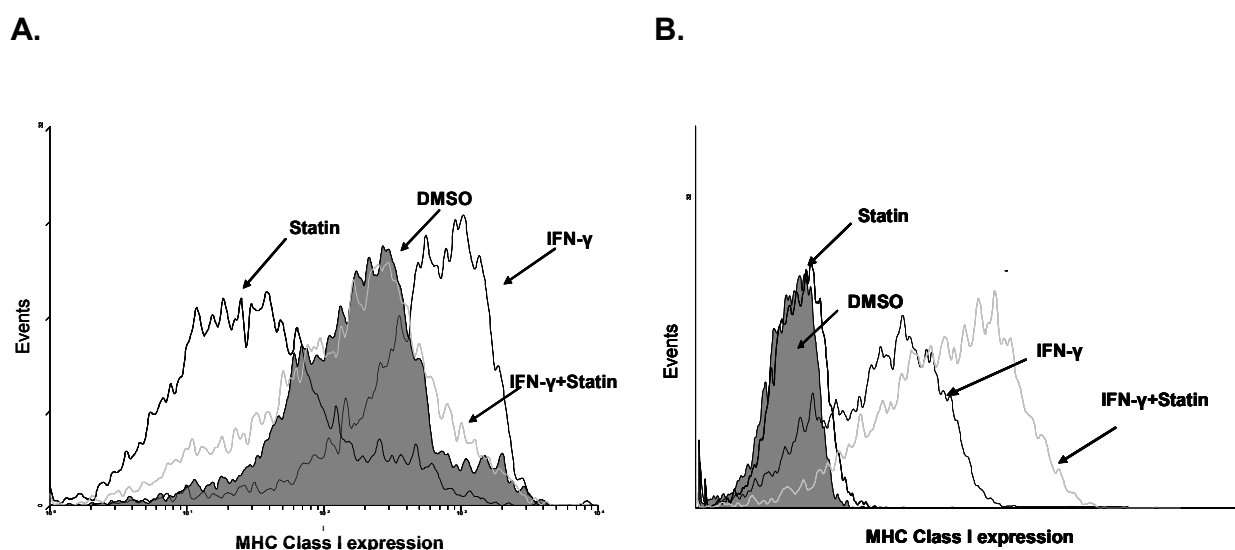 A.
B.
DMSO
Statin
IFN-γ
IFN-γ+Statin
Events
MHC Class I expression
Statin
DMSO
IFN-γ
IFN-γ+Statin
Events
MHC Class I expression